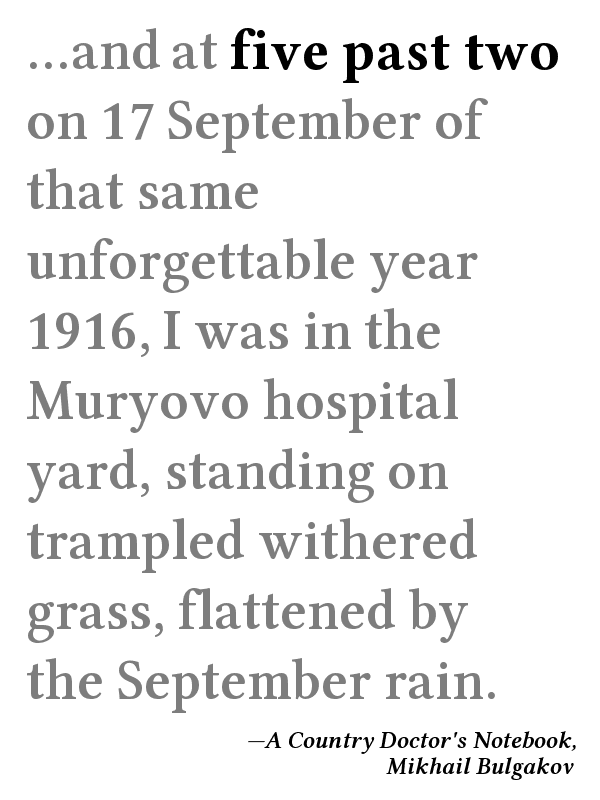 …and at five past two
on 17 September of
that same
unforgettable year
1916, I was in the
Muryovo hospital
yard, standing on
trampled withered
grass, flattened by
the September rain.
—A Country Doctor's Notebook,
Mikhail Bulgakov